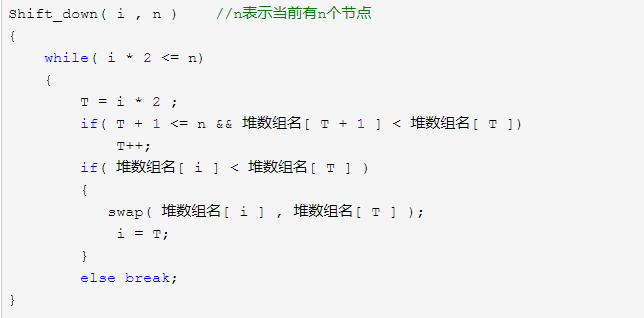 Shift_down( i , n )    //n表示当前有n个节点
{
    while( i * 2 <= n)
    {
        T = i * 2 ;
        if( T + 1 <= n && 堆数组名[ T + 1 ] < 堆数组名[ T ])
            T++;
        if( 堆数组名[ i ] < 堆数组名[ T ] )
        {
           swap( 堆数组名[ i ] , 堆数组名[ T ] );
            i = T;
        }
        else break;
}